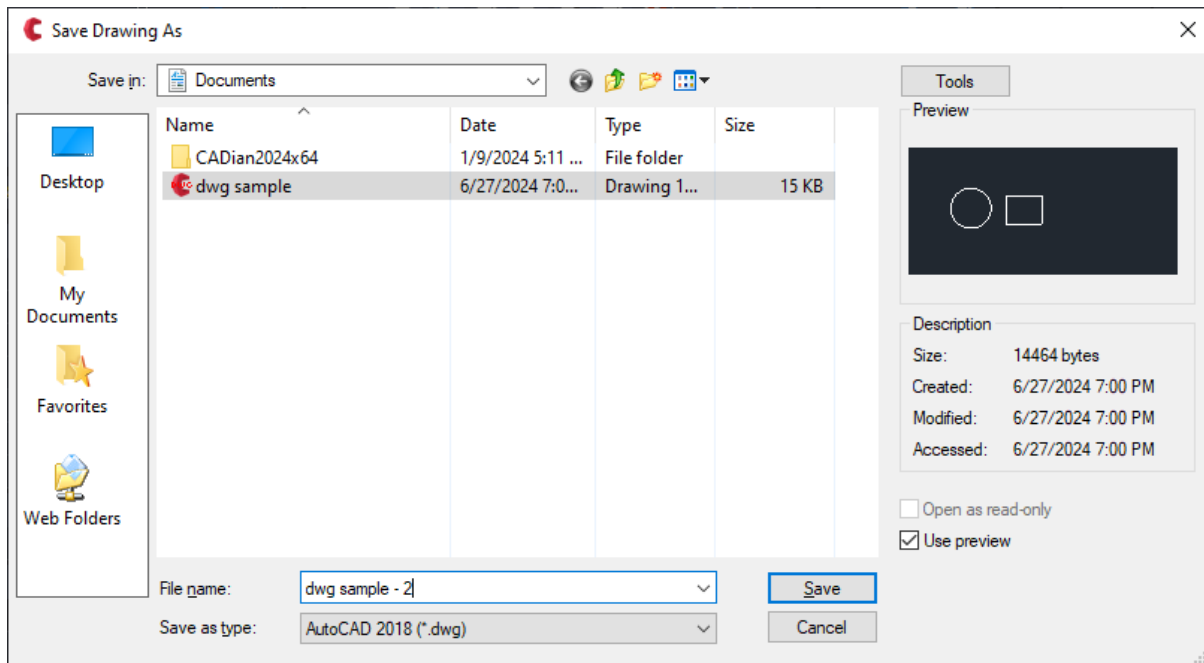 Save Drawing As
Save in: Documents
Tools
Name Date Type Size
CADian2024x64 1/9/2024 5:11 ... File folder
dwg sample 6/27/2024 7:0... Drawing 1... 15 KB
Desktop
My
Documents
Favorites
Web Folders
Preview
Description
Size: 14464 bytes
Created: 6/27/2024 7:00 PM
Modified: 6/27/2024 7:00 PM
Accessed: 6/27/2024 7:00 PM
Open as read-only
Use preview
File name: dwg sample - 2
Save
Save as type: AutoCAD 2018 (*.dwg)
Cancel